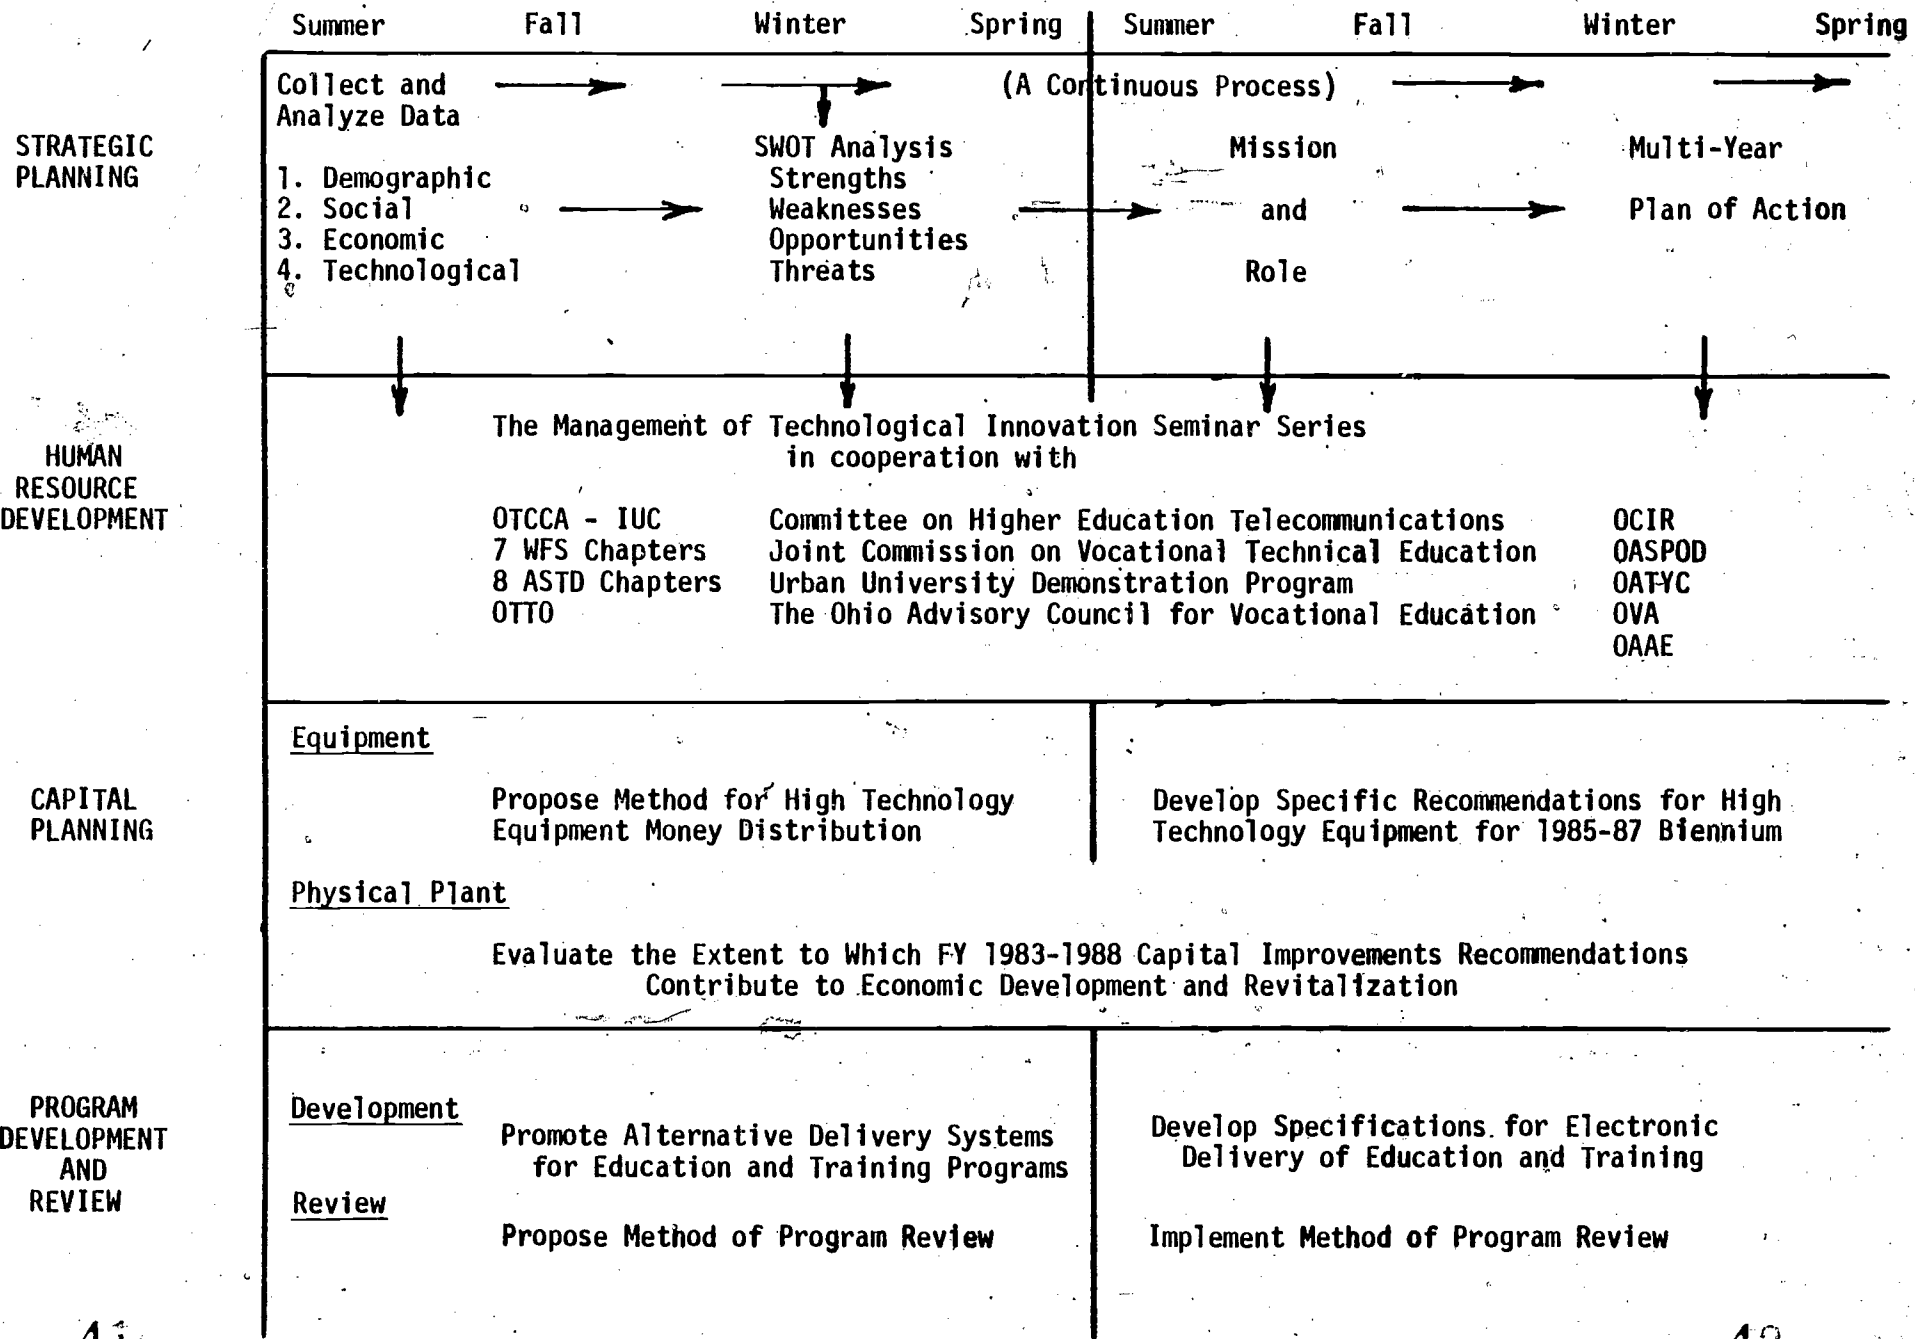 Summer Fall Winter Spring Summer Fall Winter Spring
STRATEGIC
PLANNING
Collect and
Analyze Data
(A Continuous Process)
1. Demographic
2. Social
3. Economic
4. Technological
SWOT Analysis
Strengths
Weaknesses
Opportunities
Threats
Mission
and
Role
Multi-Year
Plan of Action
HUMAN
RESOURCE
DEVELOPMENT
The Management of Technological Innovation Seminar Series
in cooperation with
OTCCA - IUC
7 WFS Chapters
8 ASTD Chapters
OTTO
Committee on Higher Education Telecommunications
Joint Commission on Vocational Technical Education
Urban University Demonstration Program
The Ohio Advisory Council for Vocational Education
OCIR
OASPOD
OATYC
OVA
OAAE
CAPITAL
PLANNING
Equipment
Propose Method for High Technology
Equipment Money Distribution
Develop Specific Recommendations for High
Technology Equipment for 1985-87 Biennium
Physical Plant
Evaluate the Extent to Which FY 1983-1988 Capital Improvements Recommendations
Contribute to Economic Development and Revitalization
PROGRAM
DEVELOPMENT
AND
REVIEW
Development
Promote Alternative Delivery Systems
for Education and Training Programs
Develop Specifications for Electronic
Delivery of Education and Training
Review
Propose Method of Program Review
Implement Method of Program Review